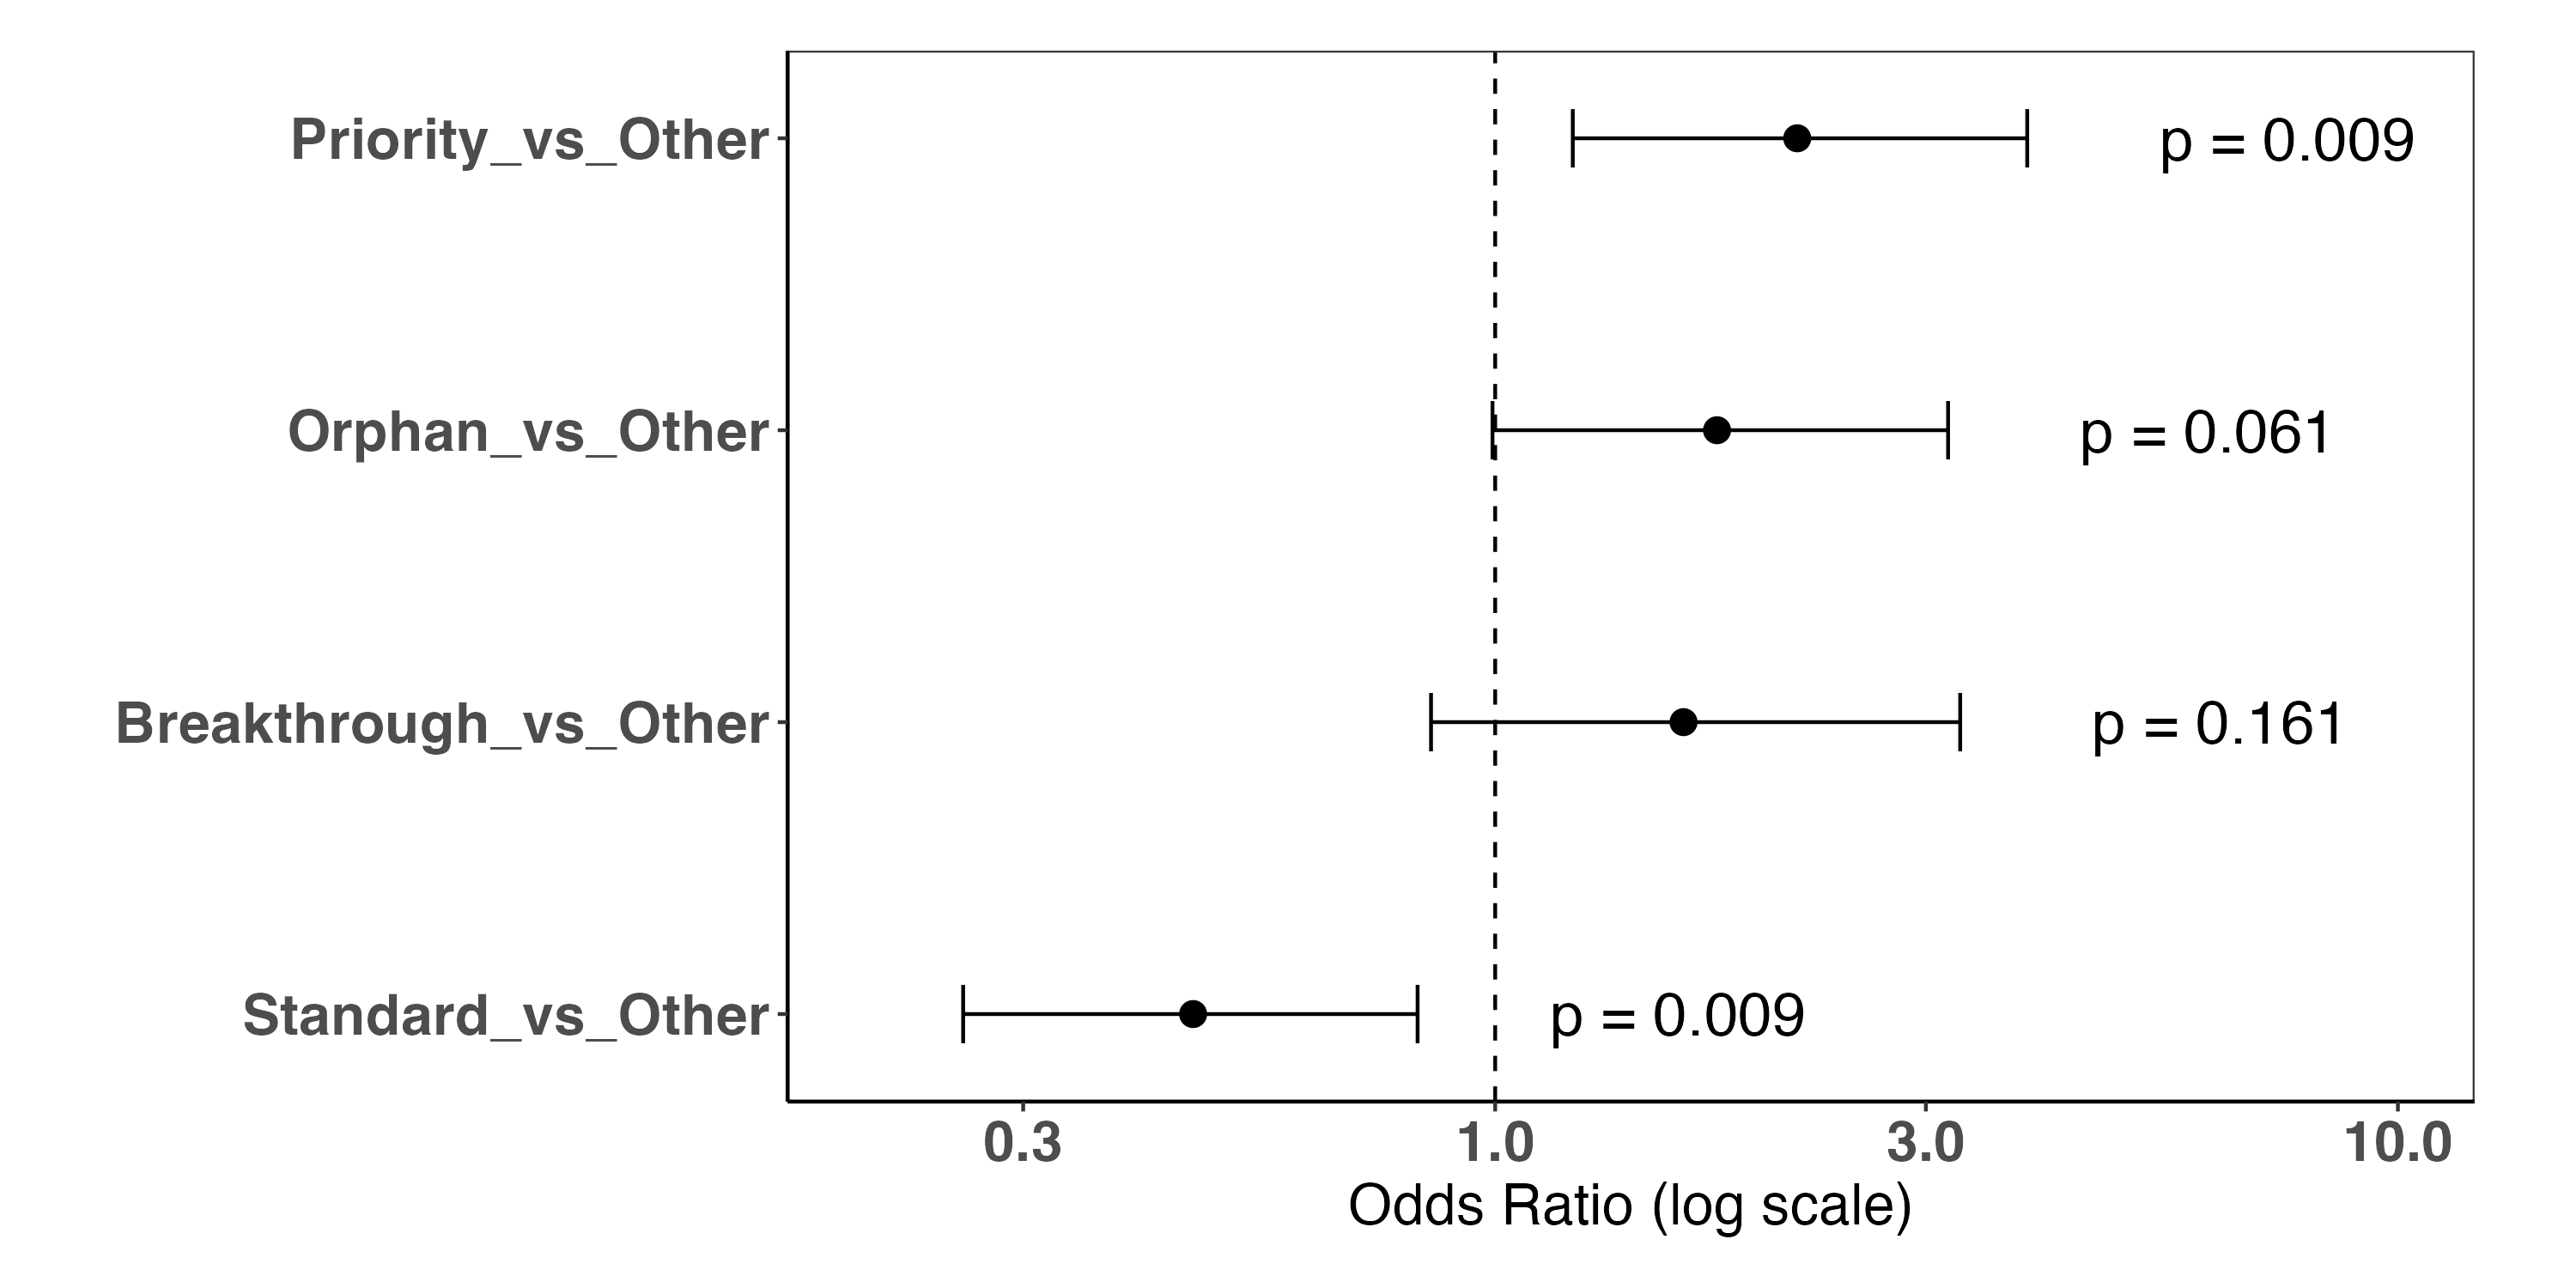 Priority_vs_Other p = 0.009
Orphan_vs_Other p = 0.061
Breakthrough_vs_Other p = 0.161
Standard_vs_Other p = 0.009
0.3 1.0 3.0 10.0
Odds Ratio (log scale)